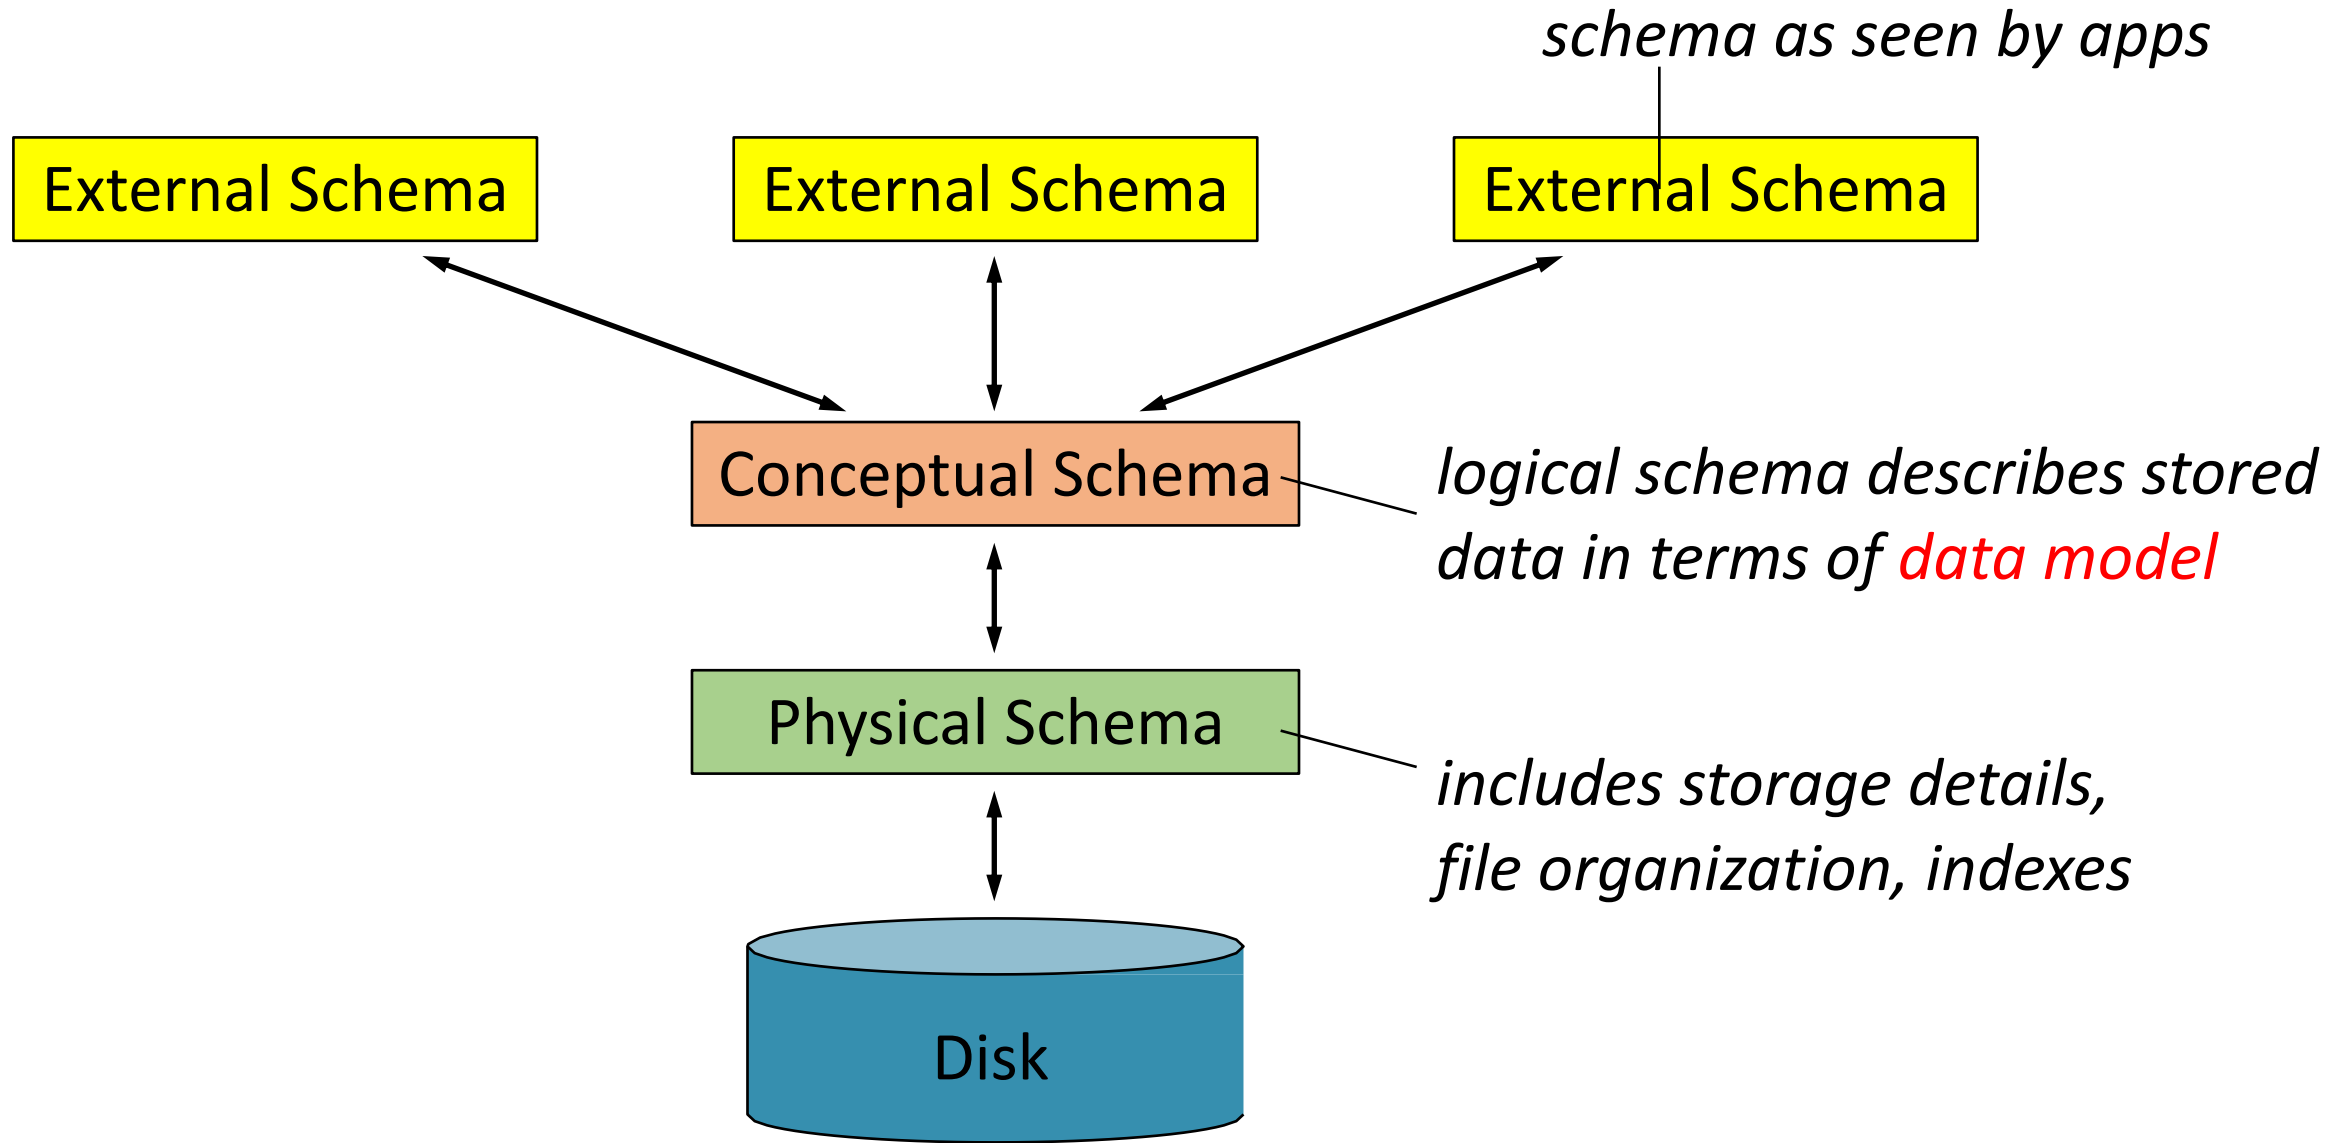 schema as seen by apps
External Schema
External Schema
External Schema
Conceptual Schema
logical schema describes stored
data in terms of data model
Physical Schema
includes storage details,
file organization, indexes
Disk